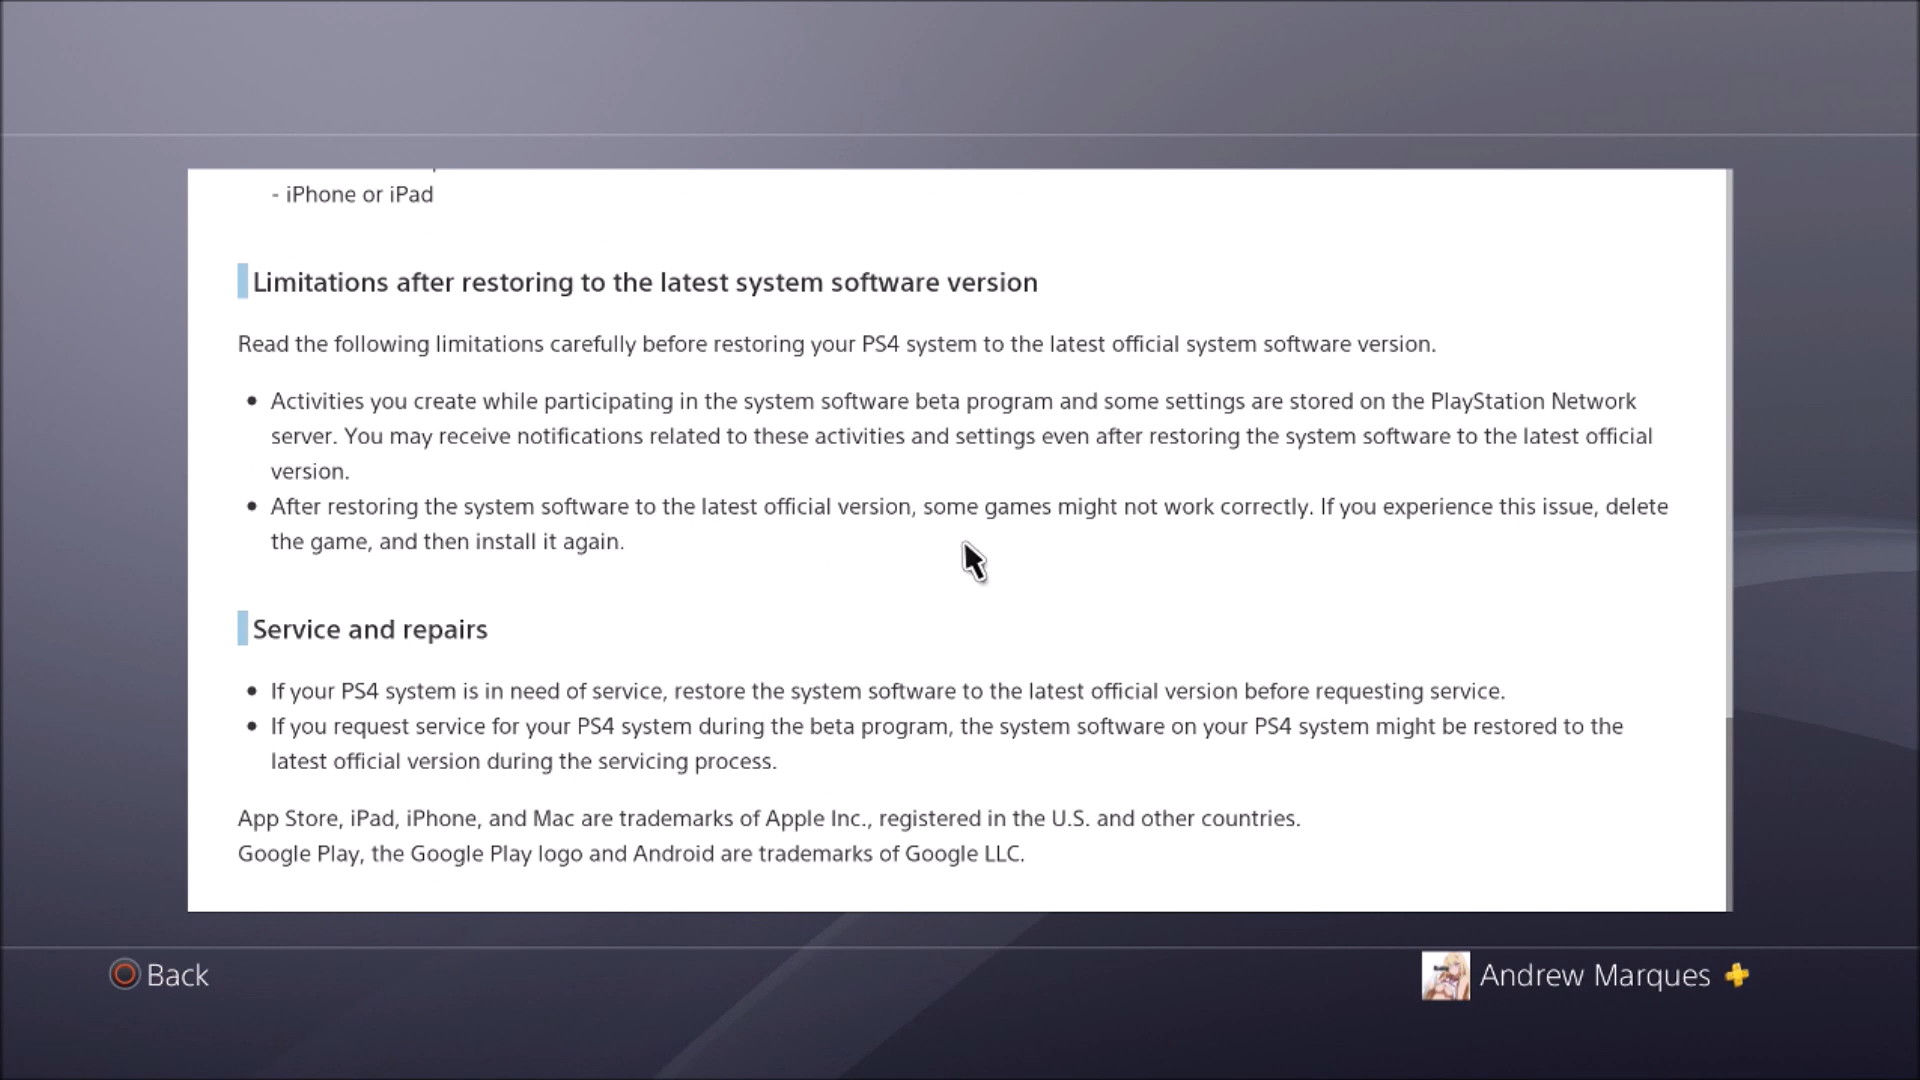 - iPhone or iPad
Limitations after restoring to the latest system software version
Read the following limitations carefully before restoring your PS4 system to the latest official system software version.
• Activities you create while participating in the system software beta program and some settings are stored on the PlayStation Network
server. You may receive notifications related to these activities and settings even after restoring the system software to the latest official
version.
• After restoring the system software to the latest official version, some games might not work correctly. If you experience this issue, delete
the game, and then install it again.
Service and repairs
• If your PS4 system is in need of service, restore the system software to the latest official version before requesting service.
• If you request service for your PS4 system during the beta program, the system software on your PS4 system might be restored to the
latest official version during the servicing process.
App Store, iPad, iPhone, and Mac are trademarks of Apple Inc., registered in the U.S. and other countries.
Google Play, the Google Play logo and Android are trademarks of Google LLC.
Back
Andrew Marques